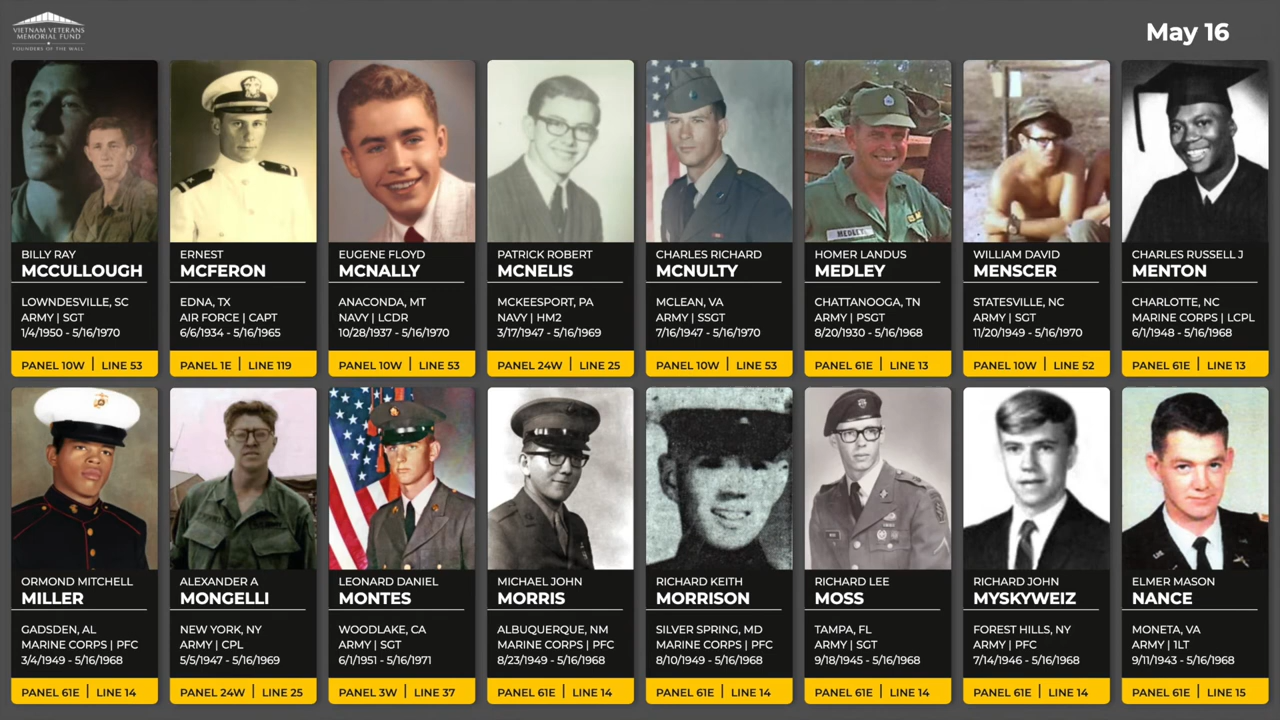 VIETNAM VETERANS
MEMORIAL FUND
FOUNDERS OF THE WALL
May 16
BILLY RAY
MCCULLOUGH
LOWNDESVILLE, SC
ARMY | SGT
1/4/1950 - 5/16/1970
PANEL 10W | LINE 53
ERNEST
MCFERON
EDNA, TX
AIR FORCE | CAPT
6/6/1934 - 5/16/1965
PANEL 1E | LINE 119
EUGENE FLOYD
MCNALLY
ANACONDA, MT
NAVY | LCDR
10/28/1937 - 5/16/1970
PANEL 10W | LINE 53
PATRICK ROBERT
MCNELIS
MCKEESPORT, PA
NAVY | HM2
3/17/1947 - 5/16/1969
PANEL 24W | LINE 25
CHARLES RICHARD
MCNULTY
MCLEAN, VA
ARMY | SSGT
7/16/1947 - 5/16/1970
PANEL 10W | LINE 53
MEDLEY
HOMER LANDUS
MEDLEY
CHATTANOOGA, TN
ARMY | PSGT
8/20/1930 - 5/16/1968
PANEL 61E | LINE 13
WILLIAM DAVID
MENSCER
STATESVILLE, NC
ARMY | SGT
11/20/1949 - 5/16/1970
PANEL 10W | LINE 52
CHARLES RUSSELL J
MENTON
CHARLOTTE, NC
MARINE CORPS | LCPL
6/1/1948 - 5/16/1968
PANEL 61E | LINE 13
ORMOND MITCHELL
MILLER
GADSDEN, AL
MARINE CORPS | PFC
3/4/1949 - 5/16/1968
PANEL 61E | LINE 14
ALEXANDER A
MONGELLI
NEW YORK, NY
ARMY | CPL
5/5/1947 - 5/16/1969
PANEL 24W | LINE 25
LEONARD DANIEL
MONTES
WOODLAKE, CA
ARMY | SGT
6/1/1951 - 5/16/1971
PANEL 3W | LINE 37
MICHAEL JOHN
MORRIS
ALBUQUERQUE, NM
MARINE CORPS | PFC
8/23/1949 - 5/16/1968
PANEL 61E | LINE 14
RICHARD KEITH
MORRISON
SILVER SPRING, MD
MARINE CORPS | PFC
8/10/1949 - 5/16/1968
PANEL 61E | LINE 14
RICHARD LEE
MOSS
TAMPA, FL
ARMY | SGT
9/18/1945 - 5/16/1968
PANEL 61E | LINE 14
RICHARD JOHN
MYSKYWEIZ
FOREST HILLS, NY
ARMY | PFC
7/14/1946 - 5/16/1968
PANEL 61E | LINE 14
ELMER MASON
NANCE
MONETA, VA
ARMY | 1LT
9/11/1943 - 5/16/1968
PANEL 61E | LINE 15